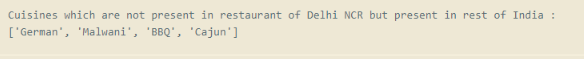 Cuisines which are not present in restaurant of Delhi NCR but present in rest of India :
['German', 'Malwani', 'BBQ', 'Cajun']